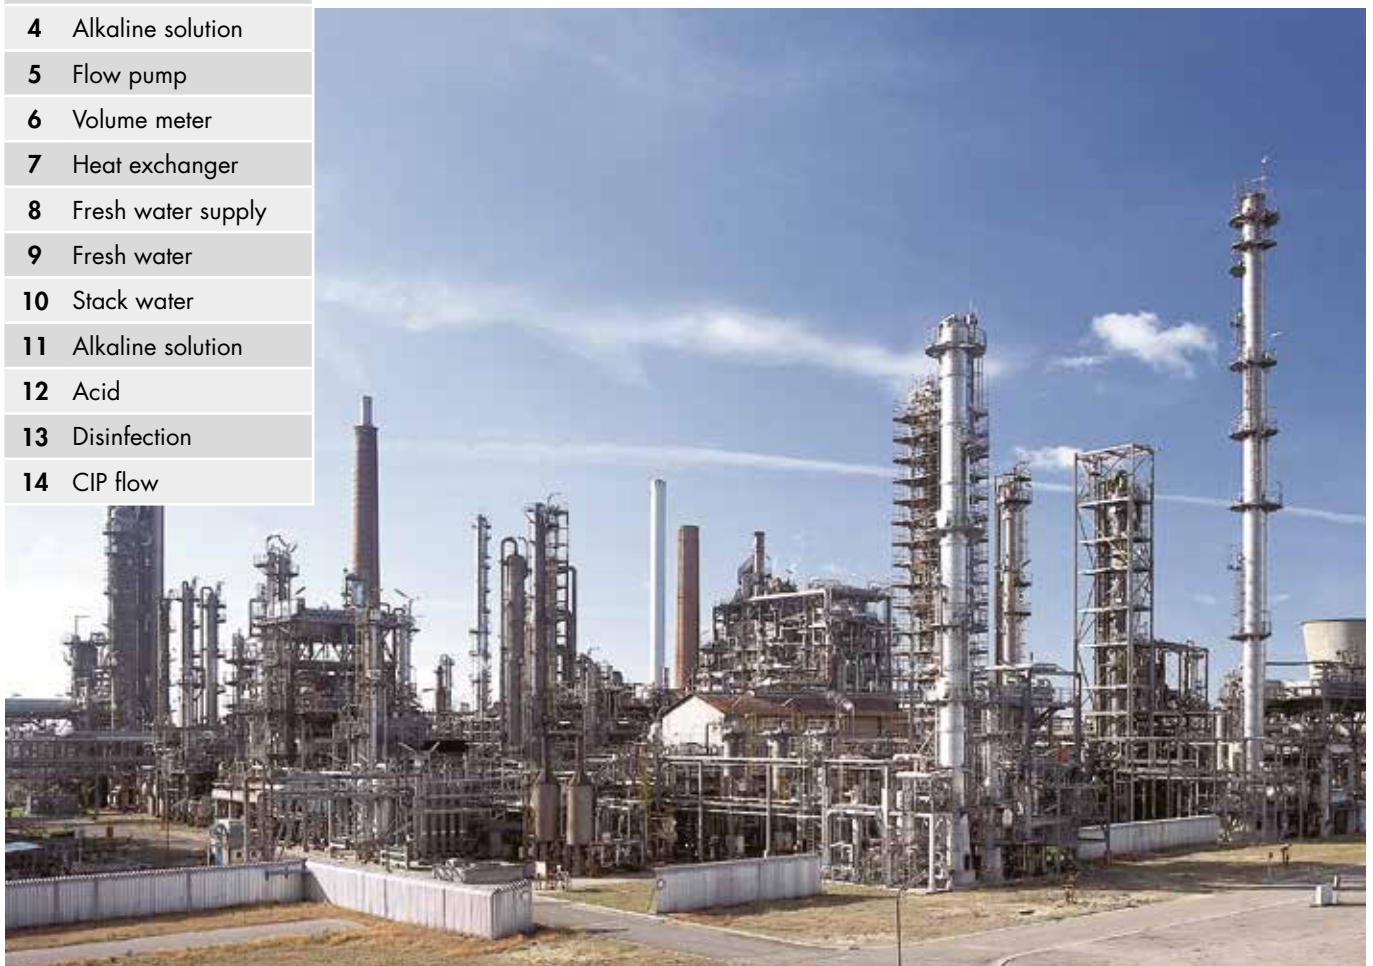 4 Alkaline solution
5 Flow pump
6 Volume meter
7 Heat exchanger
8 Fresh water supply
9 Fresh water
10 Stack water
11 Alkaline solution
12 Acid
13 Disinfection
14 CIP flow